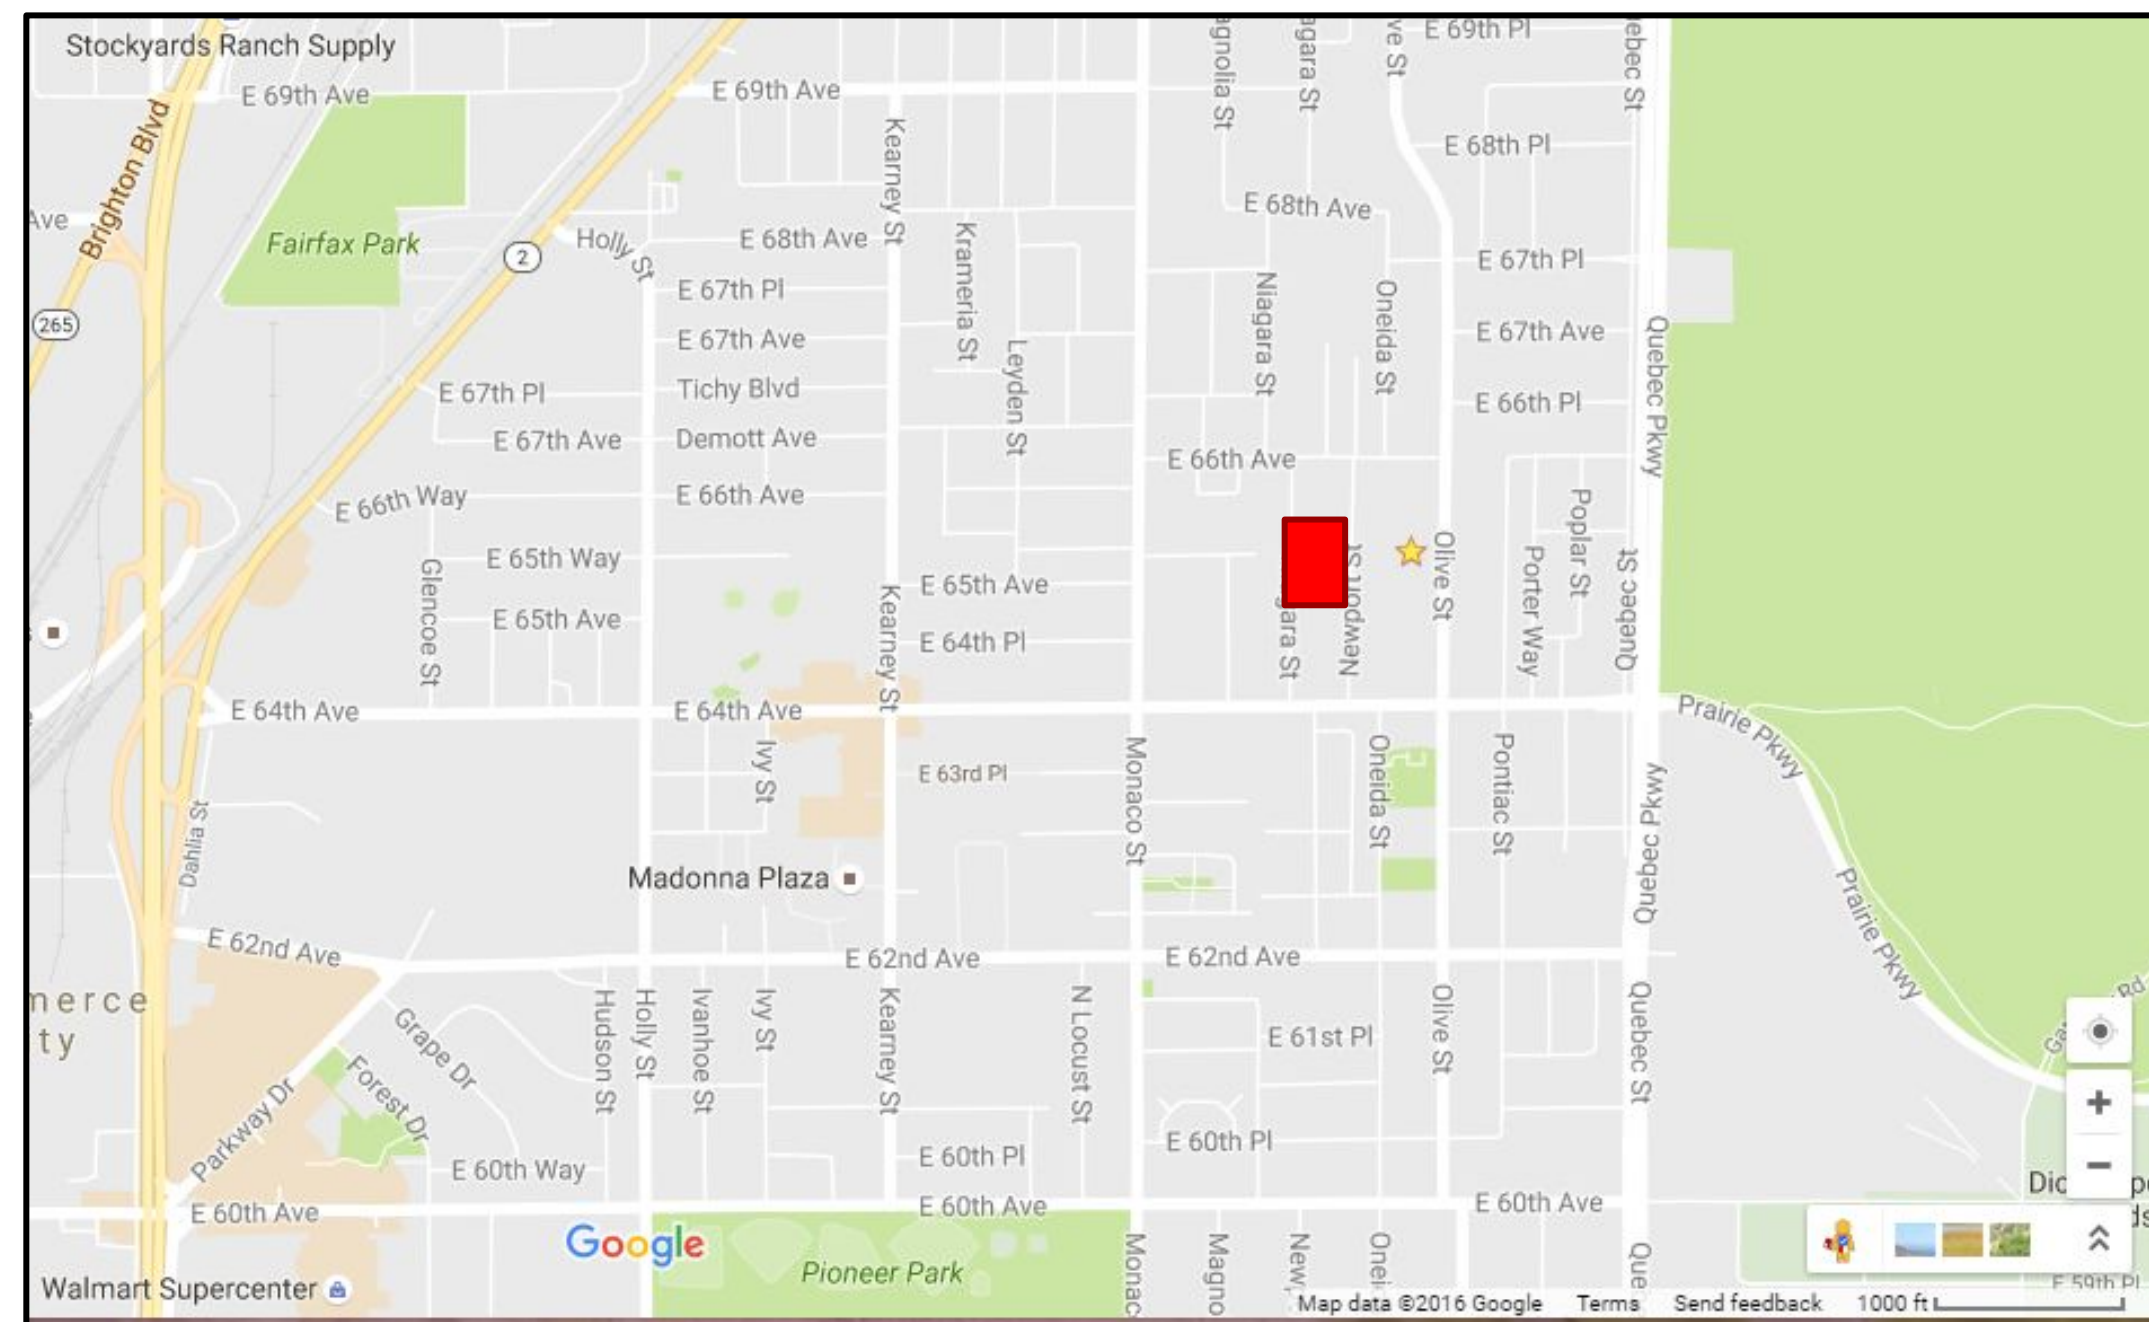 Stockyards Ranch Supply
E 69th Ave
Brighton Blvd
Ave
Fairfax Park
265
2
E 69th Ave
Kearney St
Holly St
E 68th Ave
E 67th Pl
E 67th Ave
Tichy Blvd
Demott Ave
E 66th Ave
E 67th Pl
E 67th Ave
E 66th Way
E 65th Way
E 65th Ave
Glencoe St
Krameria St
Leyden St
E 65th Ave
E 64th Pl
Kearney St
E 69th Pl
E 68th Pl
E 68th Ave
E 67th Pl
E 67th Ave
E 66th Pl
Niagara St
Oneida St
E 66th Ave
Newport St
Olive St
Poplar St
Porter Way
Quebec St
Quebec Pkwy
E 64th Ave
E 64th Ave
Ivy St
E 63rd Pl
Monaco St
Oneida St
Pontiac St
Quebec Pkwy
Prairie Pkwy
Prairie Pkwy
Dahlia St
Madonna Plaza
E 62nd Ave
E 62nd Ave
E 62nd Ave
Grape Dr
Forest Dr
Parkway Dr
Hudson St
Holly St
Ivanhoe St
Ivy St
Kearney St
N Locust St
E 61st Pl
Olive St
Quebec St
E 60th Way
E 60th Pl
E 60th Pl
E 60th Ave
E 60th Ave
E 60th Ave
Google
Pioneer Park
Walmart Supercenter
E 59th Pl
Map data ©2016 Google Terms Send feedback 1000 ft